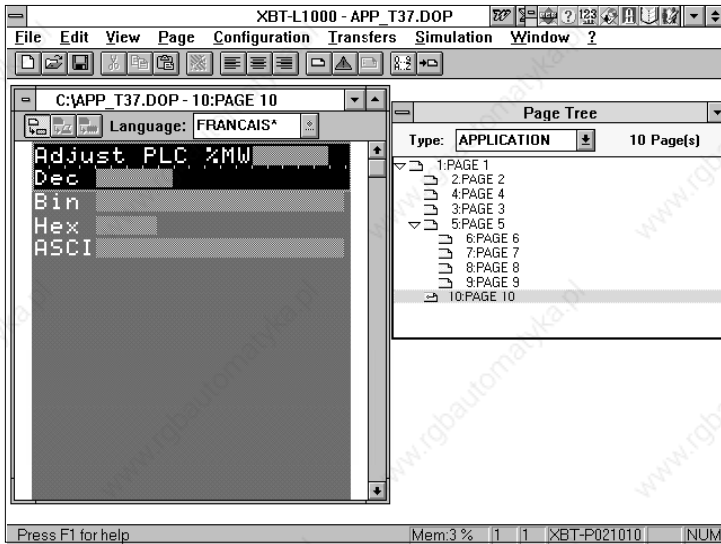 XBT-L1000 - APP_T37.DOP
File Edit View Page Configuration Transfers Simulation Window ?
C:\APP_T37.DOP - 10:PAGE 10
Language: FRANCAIS*
Adjust PLC %MW
Dec
Bin
Hex
ASCI
Page Tree
Type: APPLICATION 10 Page(s)
1:PAGE 1
2:PAGE 2
4:PAGE 4
3:PAGE 3
5:PAGE 5
6:PAGE 6
7:PAGE 7
8:PAGE 8
9:PAGE 9
10:PAGE 10
Press F1 for help Mem:3 % 1 1 XBT-P021010 NUM
www.rgbautomatyka.pl